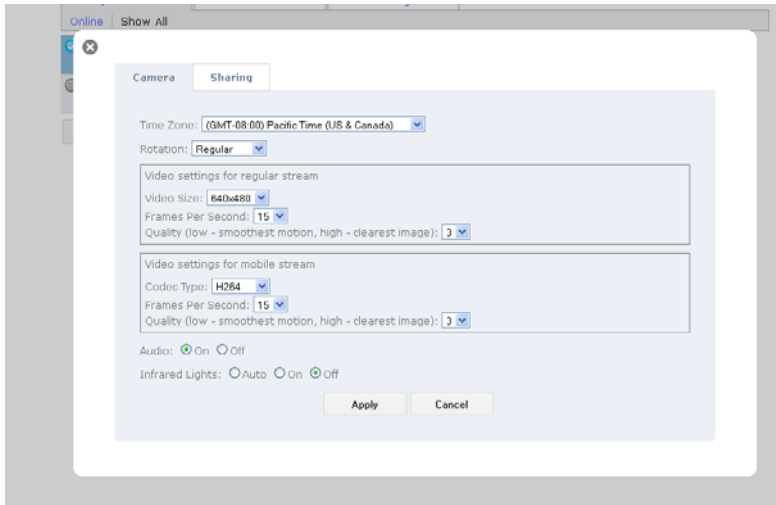 Online | Show All
Camera Sharing
Time Zone: (GMT-08:00) Pacific Time (US & Canada)
Rotation: Regular
Video settings for regular stream
Video Size: 640x480
Frames Per Second: 15
Quality (low - smoothest motion, high - clearest image): 3
Video settings for mobile stream
Codec Type: H264
Frames Per Second: 15
Quality (low - smoothest motion, high - clearest image): 3
Audio: On Off
Infrared Lights: Auto On Off
Apply Cancel